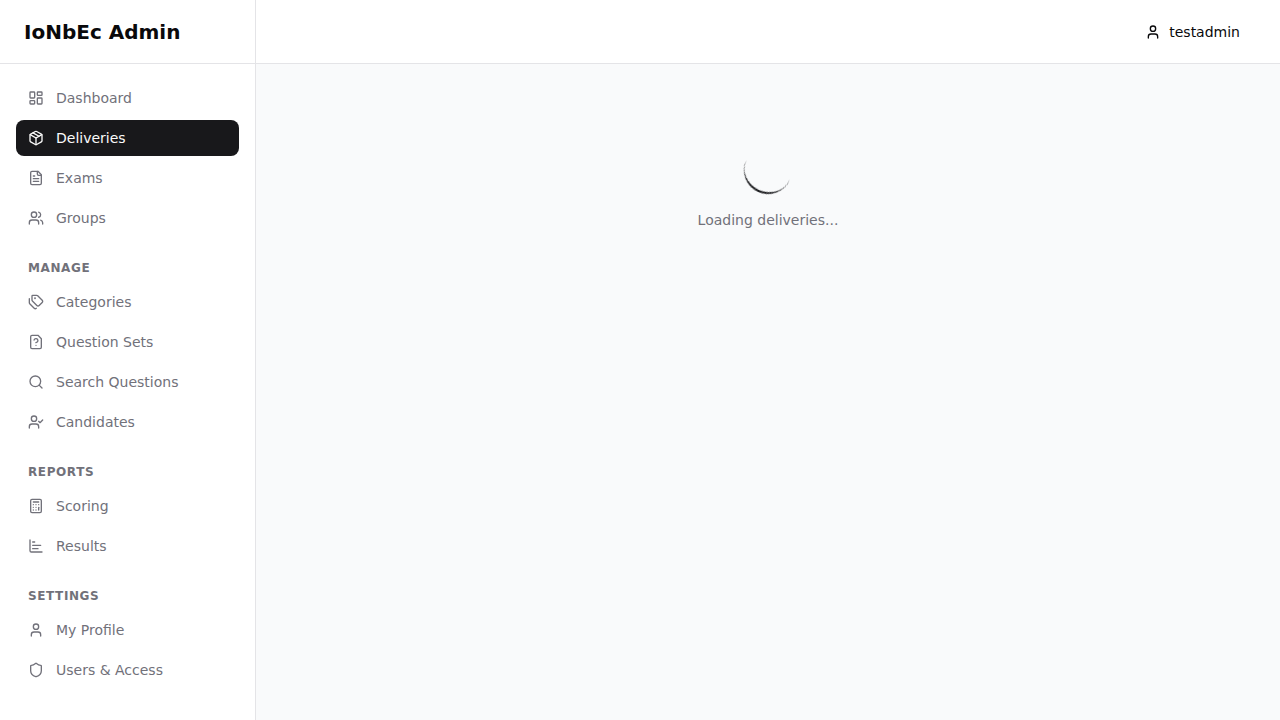 IoNbEc Admin
testadmin
Dashboard
Deliveries
Exams
Groups
MANAGE
Categories
Question Sets
Search Questions
Candidates
REPORTS
Scoring
Results
SETTINGS
My Profile
Users & Access
Loading deliveries...